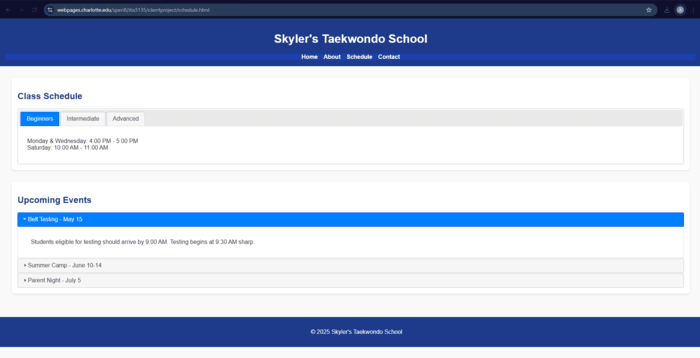 webpages.charlotte.edu/sperl6/itis3135/clientproject/schedule.html
Skyler's Taekwondo School
Home About Schedule Contact
Class Schedule
Beginners Intermediate Advanced
Monday & Wednesday: 4:00 PM - 5:00 PM
Saturday: 10:00 AM - 11:00 AM
Upcoming Events
Belt Testing - May 15
Students eligible for testing should arrive by 9:00 AM. Testing begins at 9:30 AM sharp.
Summer Camp - June 10-14
Parent Night - July 5
© 2025 Skyler's Taekwondo School